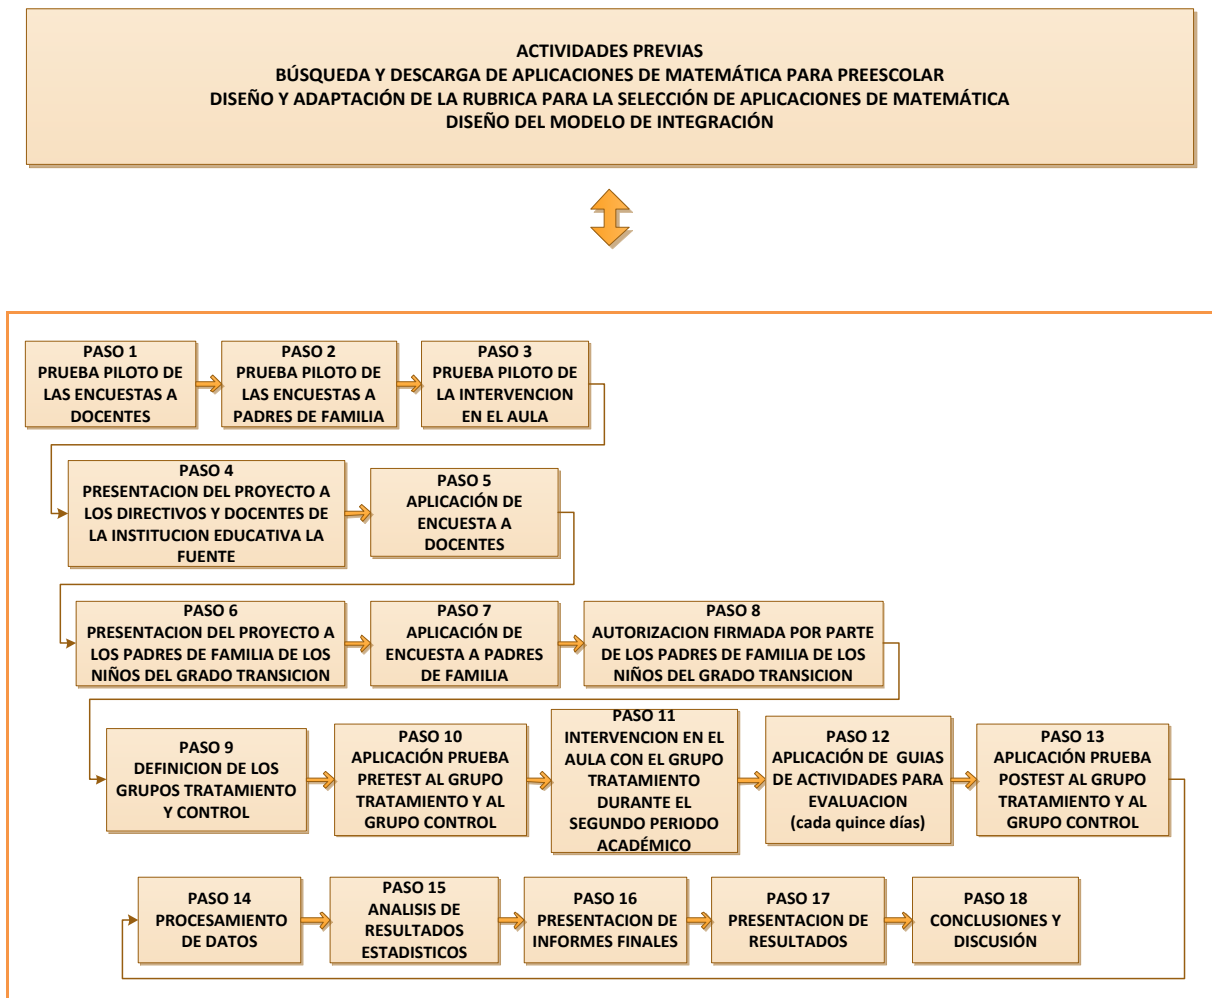 ACTIVIDADES PREVIAS
BÚSQUEDA Y DESCARGA DE APLICACIONES DE MATEMÁTICA PARA PREESCOLAR
DISEÑO Y ADAPTACIÓN DE LA RUBRICA PARA LA SELECCIÓN DE APLICACIONES DE MATEMÁTICA
DISEÑO DEL MODELO DE INTEGRACIÓN
PASO 1
PRUEBA PILOTO DE
LAS ENCUESTAS A
DOCENTES
PASO 2
PRUEBA PILOTO DE
LAS ENCUESTAS A
PADRES DE FAMILIA
PASO 3
PRUEBA PILOTO DE
LA INTERVENCION
EN EL AULA
PASO 4
PRESENTACION DEL PROYECTO A
LOS DIRECTIVOS Y DOCENTES DE
LA INSTITUCION EDUCATIVA LA
FUENTE
PASO 5
APLICACIÓN DE
ENCUESTA A
DOCENTES
PASO 6
PRESENTACION DEL PROYECTO A
LOS PADRES DE FAMILIA DE LOS
NIÑOS DEL GRADO TRANSICION
PASO 7
APLICACIÓN DE
ENCUESTA A PADRES
DE FAMILIA
PASO 8
AUTORIZACION FIRMADA POR PARTE
DE LOS PADRES DE FAMILIA DE LOS
NIÑOS DEL GRADO TRANSICION
PASO 9
DEFINICION DE LOS
GRUPOS TRATAMIENTO
Y CONTROL
PASO 10
APLICACIÓN PRUEBA
PRETEST AL GRUPO
TRATAMIENTO Y AL
GRUPO CONTROL
PASO 11
INTERVENCION EN EL
AULA CON EL GRUPO
TRATAMIENTO
DURANTE EL
SEGUNDO PERIODO
ACADÉMICO
PASO 12
APLICACIÓN DE GUIAS
DE ACTIVIDADES PARA
EVALUACION
(cada quince días)
PASO 13
APLICACIÓN PRUEBA
POSTEST AL GRUPO
TRATAMIENTO Y AL
GRUPO CONTROL
PASO 14
PROCESAMIENTO
DE DATOS
PASO 15
ANALISIS DE
RESULTADOS
ESTADISTICOS
PASO 16
PRESENTACION DE
INFORMES FINALES
PASO 17
PRESENTACION DE
RESULTADOS
PASO 18
CONCLUSIONES Y
DISCUSIÓN